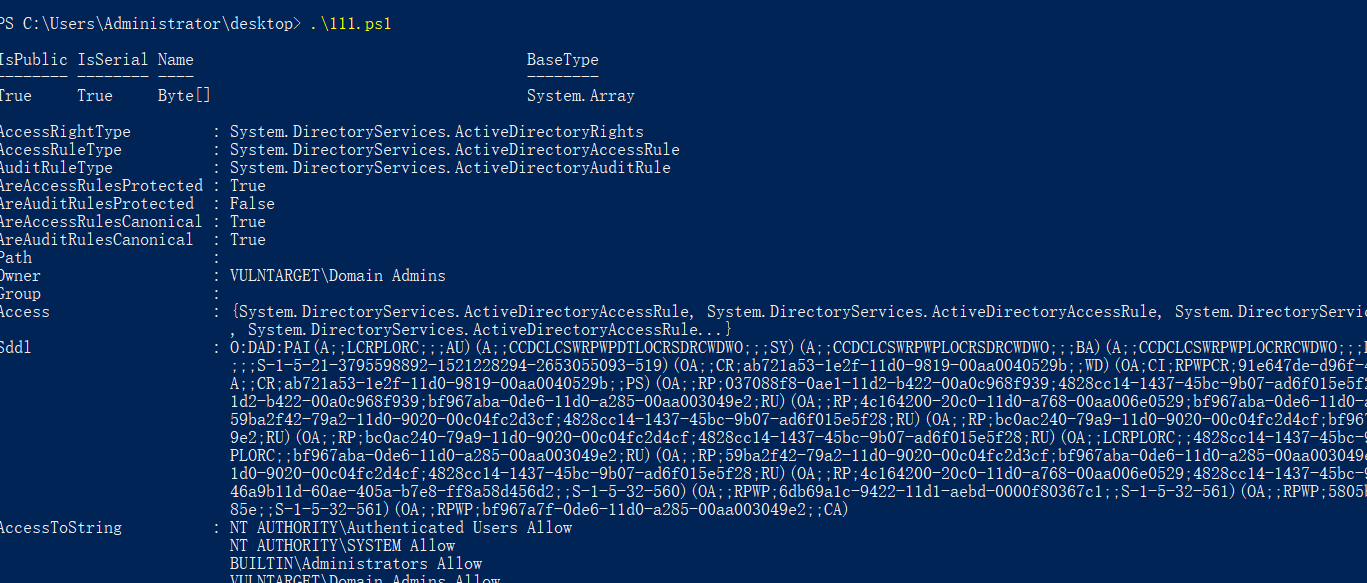 PS C:\Users\Administrator\desktop> .\111.ps1
IsPublic IsSerial Name BaseType
-------- -------- ---- --------
True True Byte[] System.Array
AccessRightType : System.DirectoryServices.ActiveDirectoryRights
AccessRuleType : System.DirectoryServices.ActiveDirectoryAccessRule
AuditRuleType : System.DirectoryServices.ActiveDirectoryAuditRule
AreAccessRulesProtected : True
AreAuditRulesProtected : False
AreAccessRulesCanonical : True
AreAuditRulesCanonical : True
Path :
Owner : VULNTARGET\Domain Admins
Group :
Access : {System.DirectoryServices.ActiveDirectoryAccessRule, System.DirectoryServices.ActiveDirectoryAccessRule, System.DirectoryServic
, System.DirectoryServices.ActiveDirectoryAccessRule...}
Sddl : O:DAD:PAI(A;;LCRPLORC;;;AU)(A;;CCDCLCSWRPWPDTLOCRSDRCWDWO;;;SY)(A;;CCDCLCSWRPWPLOCRSDRCWDWO;;;BA)(A;;CCDCLCSWRPWPLOCRRCWDWO;;;
;;;S-1-5-21-3795598892-1521228294-2653055093-519)(OA;;CR;ab721a53-1e2f-11d0-9819-00aa0040529b;;WD)(OA;CI;RPWPCR;91e647de-d96f-4
A;;CR;ab721a53-1e2f-11d0-9819-00aa0040529b;;PS)(OA;;RP;037088f8-0ae1-11d2-b422-00a0c968f939;4828cc14-1437-45bc-9b07-ad6f015e5f2
1d2-b422-00a0c968f939;bf967aba-0de6-11d0-a285-00aa003049e2;RU)(OA;;RP;4c164200-20c0-11d0-a768-00aa006e0529;bf967aba-0de6-11d0-a
59ba2f42-79a2-11d0-9020-00c04fc2d3cf;4828cc14-1437-45bc-9b07-ad6f015e5f28;RU)(OA;;RP;bc0ac240-79a9-11d0-9020-00c04fc2d4cf;bf967
9e2;RU)(OA;;RP;bc0ac240-79a9-11d0-9020-00c04fc2d4cf;4828cc14-1437-45bc-9b07-ad6f015e5f28;RU)(OA;;LCRPLORC;;4828cc14-1437-45bc-9
PLORC;;bf967aba-0de6-11d0-a285-00aa003049e2;RU)(OA;;RP;59ba2f42-79a2-11d0-9020-00c04fc2d3cf;bf967aba-0de6-11d0-a285-00aa003049e
1d0-9020-00c04fc2d4cf;4828cc14-1437-45bc-9b07-ad6f015e5f28;RU)(OA;;RP;4c164200-20c0-11d0-a768-00aa006e0529;4828cc14-1437-45bc-9
46a9b11d-60ae-405a-b7e8-ff8a58d456d2;;S-1-5-32-560)(OA;;RPWP;6db69a1c-9422-11d1-aebd-0000f80367c1;;S-1-5-32-561)(OA;;RPWP;5805b
85e;;S-1-5-32-561)(OA;;RPWP;bf967a7f-0de6-11d0-a285-00aa003049e2;;CA)
AccessToString : NT AUTHORITY\Authenticated Users Allow
NT AUTHORITY\SYSTEM Allow
BUILTIN\Administrators Allow
VULNTARGET\Domain Admins Allow